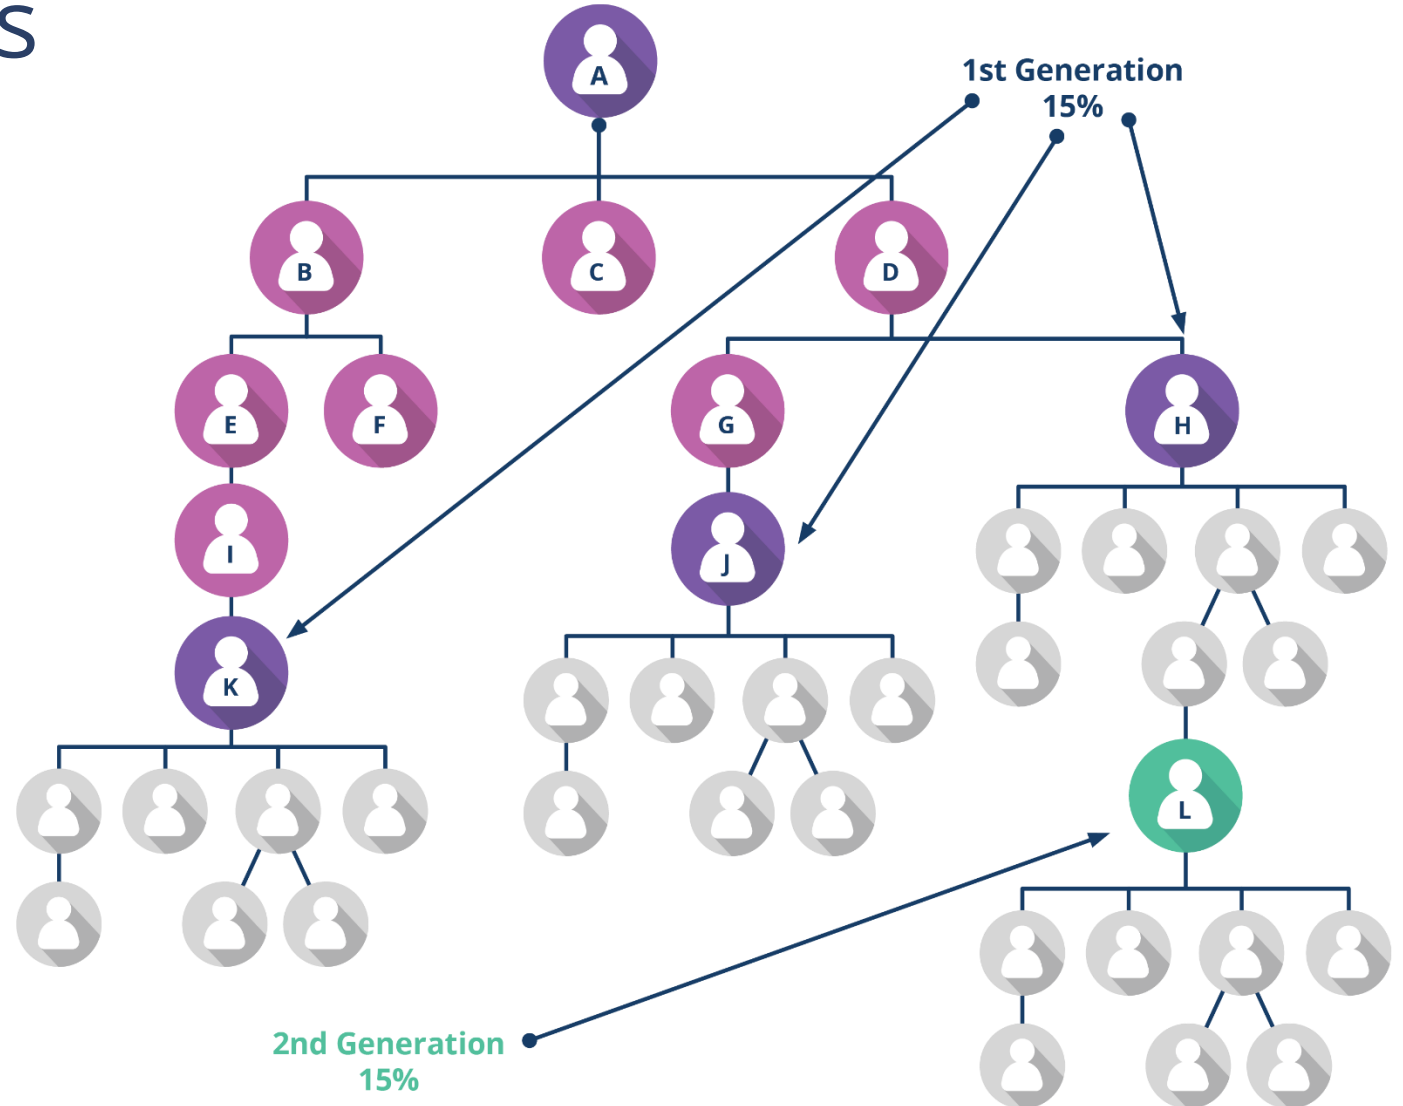 s
A
1st Generation
15%
B
C
D
E
F
G
H
I
J
K
L
2nd Generation
15%